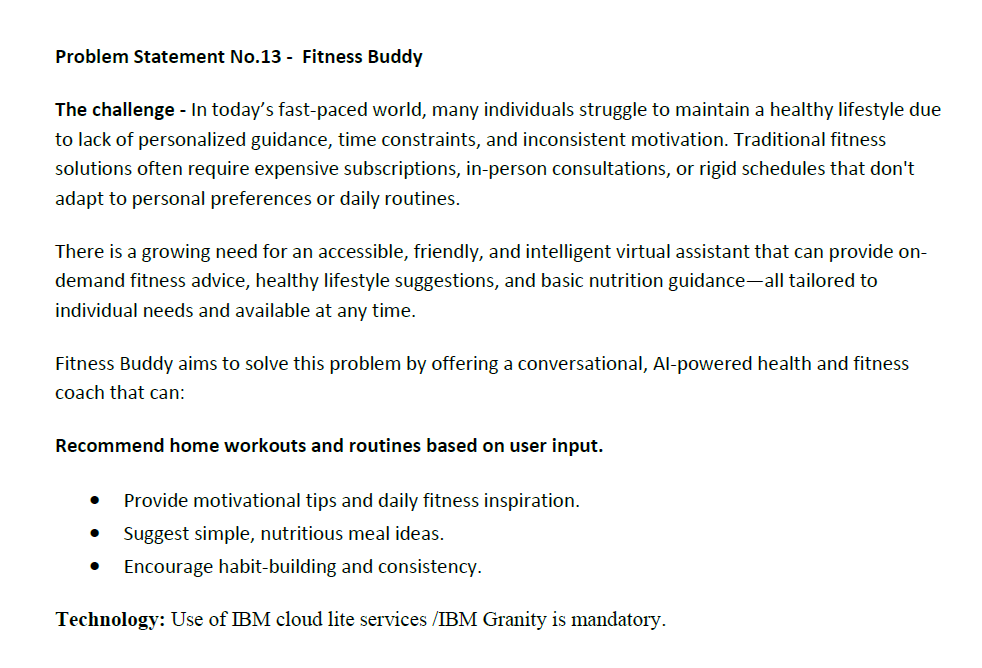 Problem Statement No.13 -  Fitness Buddy
The challenge - In today’s fast-paced world, many individuals struggle to maintain a healthy lifestyle due
to lack of personalized guidance, time constraints, and inconsistent motivation. Traditional fitness
solutions often require expensive subscriptions, in-person consultations, or rigid schedules that don't
adapt to personal preferences or daily routines.
There is a growing need for an accessible, friendly, and intelligent virtual assistant that can provide on-
demand fitness advice, healthy lifestyle suggestions, and basic nutrition guidance—all tailored to
individual needs and available at any time.
Fitness Buddy aims to solve this problem by offering a conversational, AI-powered health and fitness
coach that can:
Recommend home workouts and routines based on user input.
• Provide motivational tips and daily fitness inspiration.
• Suggest simple, nutritious meal ideas.
• Encourage habit-building and consistency.
Technology: Use of IBM cloud lite services /IBM Granity is mandatory.